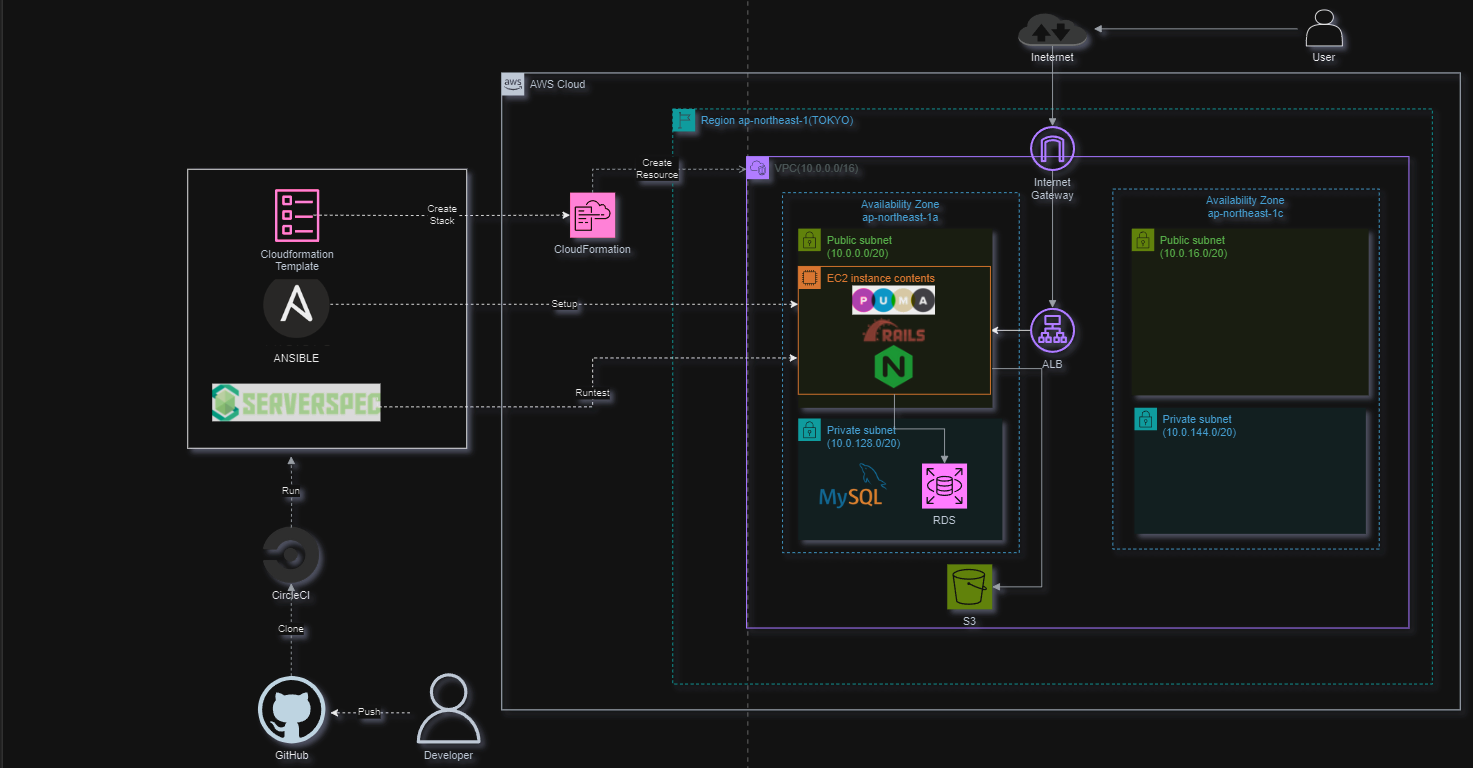 Ineternet
User
aws
AWS Cloud
Region ap-northeast-1(TOKYO)
Create
Resource
VPC(10.0.0.0/16)
Internet
Gateway
Availability Zone
ap-northeast-1a
Availability Zone
ap-northeast-1c
Create
Stack
Cloudformation
Template
CloudFormation
Public subnet
(10.0.0.0/20)
Public subnet
(10.0.16.0/20)
EC2 instance contents
PUMA
RAILS
N
Setup
ANSIBLE
ALB
Runtest
SERVERSPEC
Private subnet
(10.0.128.0/20)
Private subnet
(10.0.144.0/20)
MySQL
RDS
Run
CircleCI
S3
Clone
Push
GitHub
Developer